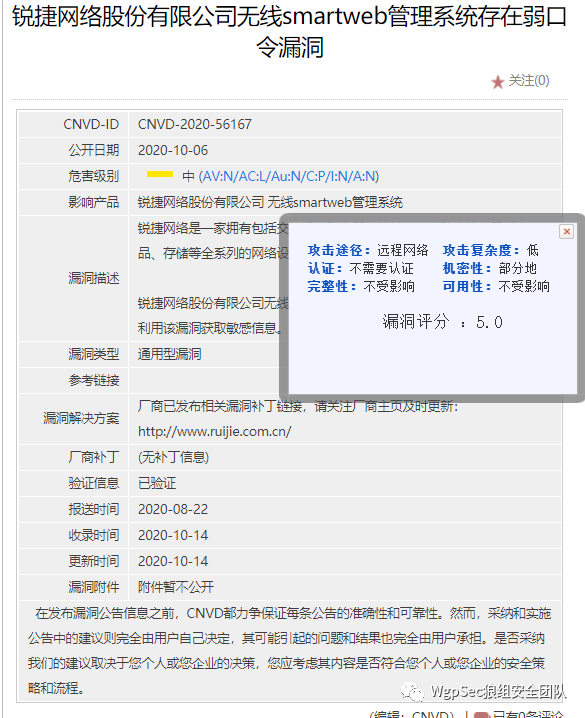 锐捷网络股份有限公司无线smartweb管理系统存在弱口
令漏洞
关注(0)
CNVD-ID CNVD-2020-56167
公开日期 2020-10-06
危害级别 中 (AV:N/AC:L/Au:N/C:P/I:N/A:N)
影响产品 锐捷网络股份有限公司 无线smartweb管理系统
锐捷网络是一家拥有包括交
品、存储等全系列的网络设
漏洞描述
锐捷网络股份有限公司无线
利用该漏洞获取敏感信息。
攻击途径：远程网络 攻击复杂度：低
认证：不需要认证 机密性：部分地
完整性：不受影响 可用性：不受影响
漏洞评分 ：5.0
漏洞类型 通用型漏洞
参考链接
漏洞解决方案 厂商已发布相关漏洞补丁链接，请关注厂商主页及时更新：
http://www.ruijie.com.cn/
厂商补丁 (无补丁信息)
验证信息 已验证
报送时间 2020-08-22
收录时间 2020-10-14
更新时间 2020-10-14
漏洞附件 附件暂不公开
在发布漏洞公告信息之前，CNVD都力争保证每条公告的准确性和可靠性。然而，采纳和实施
公告中的建议则完全由用户自己决定，其可能引起的问题和结果也完全由用户承担。是否采纳
我们的建议取决于您个人或您企业的决策，您应考虑其内容是否符合您个人或您企业的安全策
略和流程。
WgpSec狼组安全团队
(编辑：CNVD) | 已有0条评论